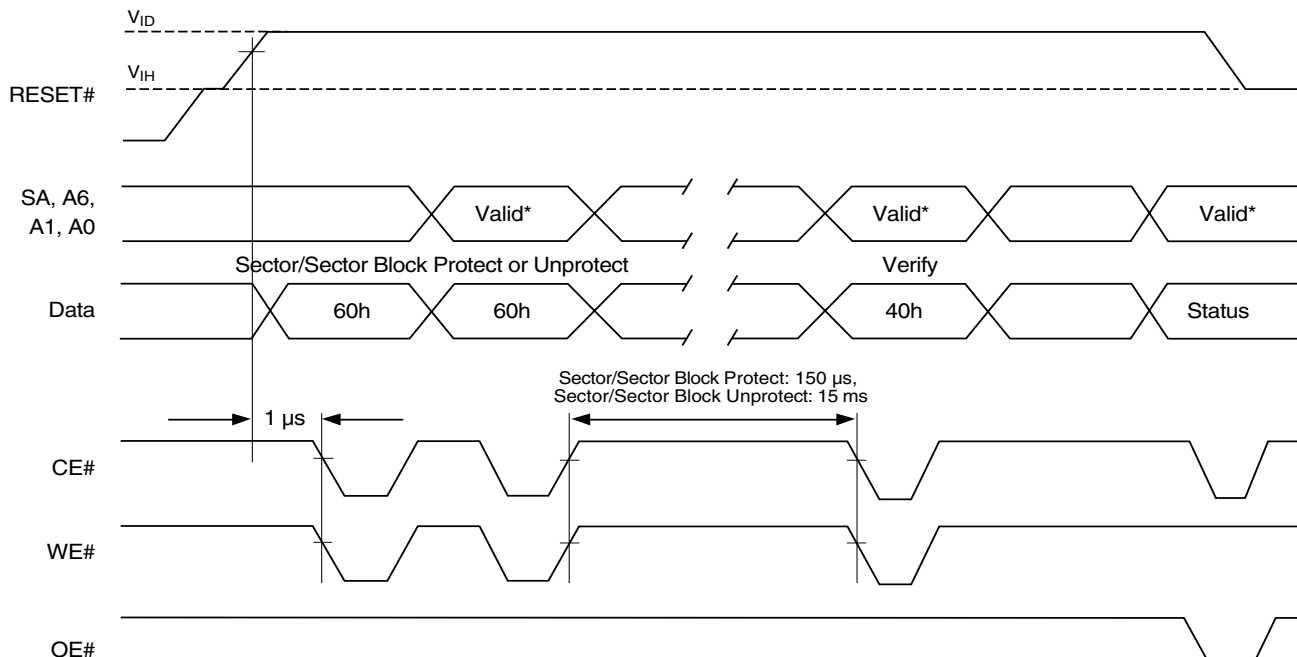 VID
VIH
RESET#
SA, A6,
A1, A0
Valid*
Valid*
Valid*
Sector/Sector Block Protect or Unprotect
Verify
Data
60h
60h
40h
Status
Sector/Sector Block Protect: 150 µs,
Sector/Sector Block Unprotect: 15 ms
1 µs
CE#
WE#
OE#